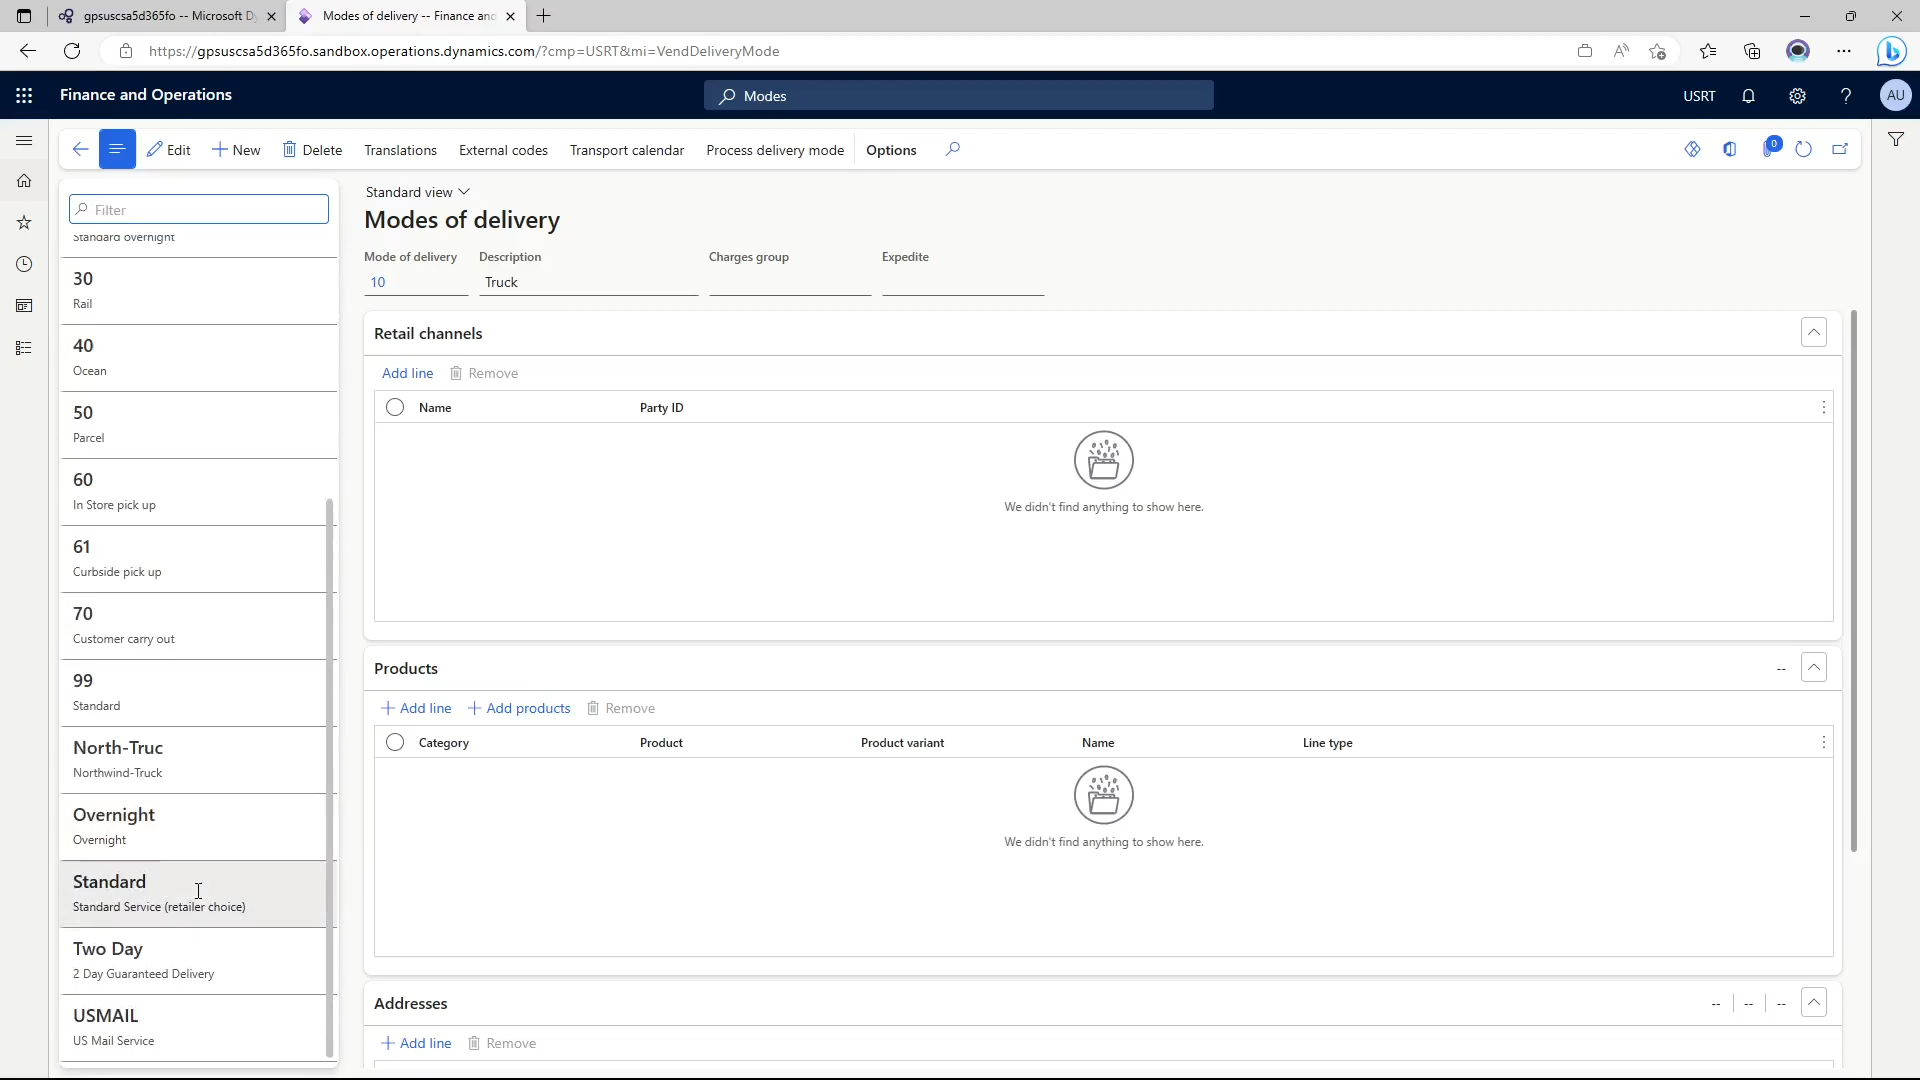 gpsuscsa5d365fo -- Microsoft Dy
Modes of delivery -- Finance and
https://gpsuscsa5d365fo.sandbox.operations.dynamics.com/?cmp=USRT&mi=VendDeliveryMode
Finance and Operations
Modes
USRT
?
AU
Edit
New
Delete
Translations
External codes
Transport calendar
Process delivery mode
Options
0
Filter
Standard overnight
30
Rail
40
Ocean
50
Parcel
60
In Store pick up
61
Curbside pick up
70
Customer carry out
99
Standard
North-Truc
Northwind-Truck
Overnight
Overnight
Standard
Standard Service (retailer choice)
Two Day
2 Day Guaranteed Delivery
USMAIL
US Mail Service
Standard view
Modes of delivery
Mode of delivery
Description
Charges group
Expedite
10
Truck
Retail channels
Add line
Remove
Name
Party ID
We didn't find anything to show here.
Products
--
Add line
Add products
Remove
Category
Product
Product variant
Name
Line type
We didn't find anything to show here.
Addresses
--
--
--
Add line
Remove